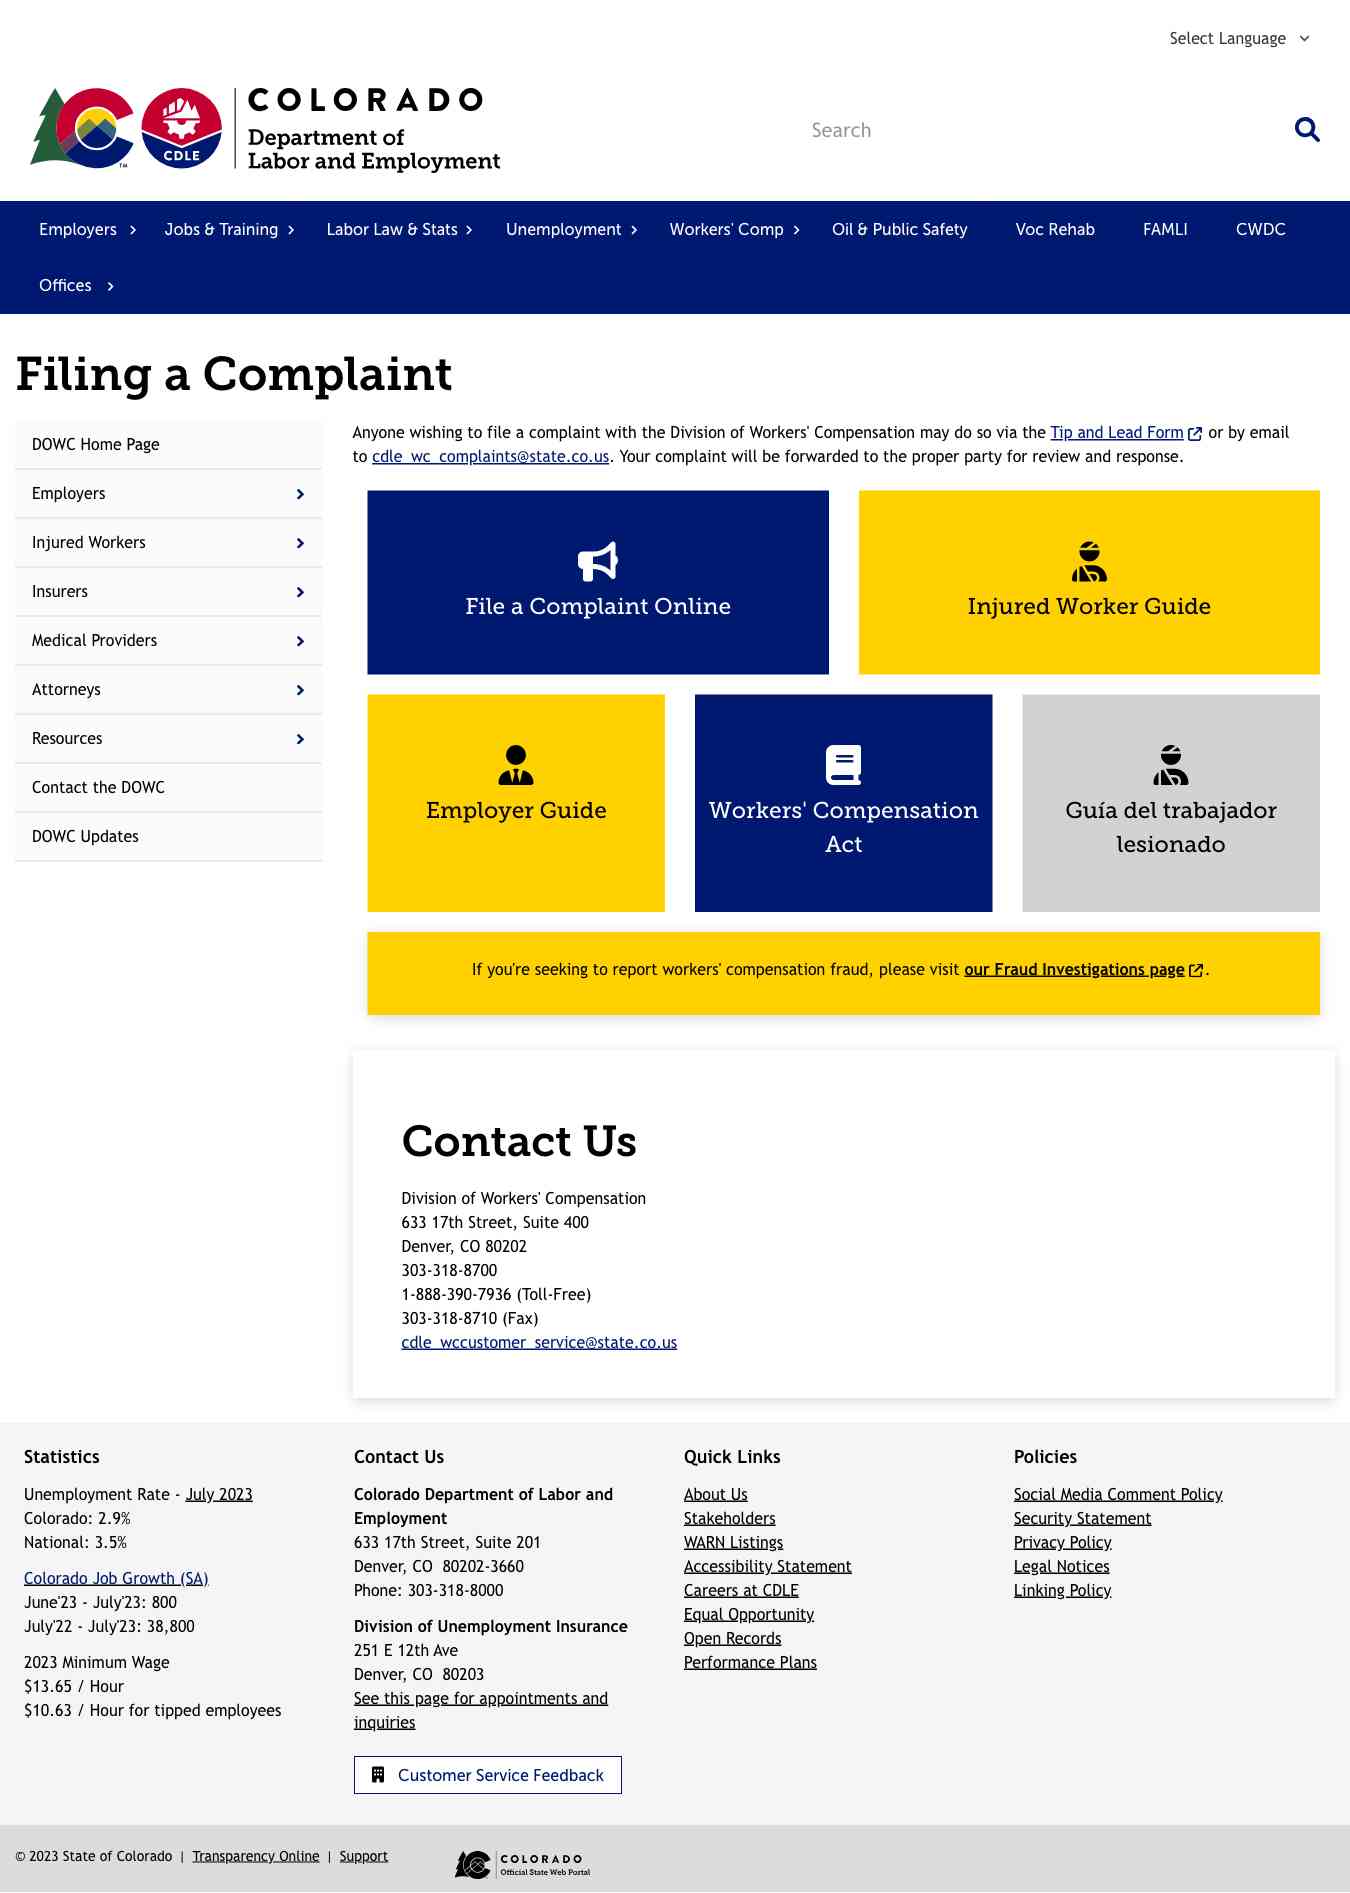 Select Language
COLORADO
Department of
Labor and Employment
CDLE
TM
Search
Employers
Jobs & Training
Labor Law & Stats
Unemployment
Workers' Comp
Oil & Public Safety
Voc Rehab
FAMLI
CWDC
Offices
Filing a Complaint
DOWC Home Page
Employers
Injured Workers
Insurers
Medical Providers
Attorneys
Resources
Contact the DOWC
DOWC Updates
Anyone wishing to file a complaint with the Division of Workers' Compensation may do so via the Tip and Lead Form or by email
to cdle_wc_complaints@state.co.us. Your complaint will be forwarded to the proper party for review and response.
File a Complaint Online
Injured Worker Guide
Employer Guide
Workers' Compensation
Act
Guía del trabajador
lesionado
If you're seeking to report workers' compensation fraud, please visit our Fraud Investigations page.
Contact Us
Division of Workers' Compensation
633 17th Street, Suite 400
Denver, CO 80202
303-318-8700
1-888-390-7936 (Toll-Free)
303-318-8710 (Fax)
cdle_wccustomer_service@state.co.us
Statistics
Unemployment Rate - July 2023
Colorado: 2.9%
National: 3.5%
Colorado Job Growth (SA)
June'23 - July'23: 800
July'22 - July'23: 38,800
2023 Minimum Wage
$13.65 / Hour
$10.63 / Hour for tipped employees
Contact Us
Colorado Department of Labor and
Employment
633 17th Street, Suite 201
Denver, CO 80202-3660
Phone: 303-318-8000
Division of Unemployment Insurance
251 E 12th Ave
Denver, CO 80203
See this page for appointments and
inquiries
Customer Service Feedback
Quick Links
About Us
Stakeholders
WARN Listings
Accessibility Statement
Careers at CDLE
Equal Opportunity
Open Records
Performance Plans
Policies
Social Media Comment Policy
Security Statement
Privacy Policy
Legal Notices
Linking Policy
© 2023 State of Colorado | Transparency Online | Support
COLORADO
Official State Web Portal